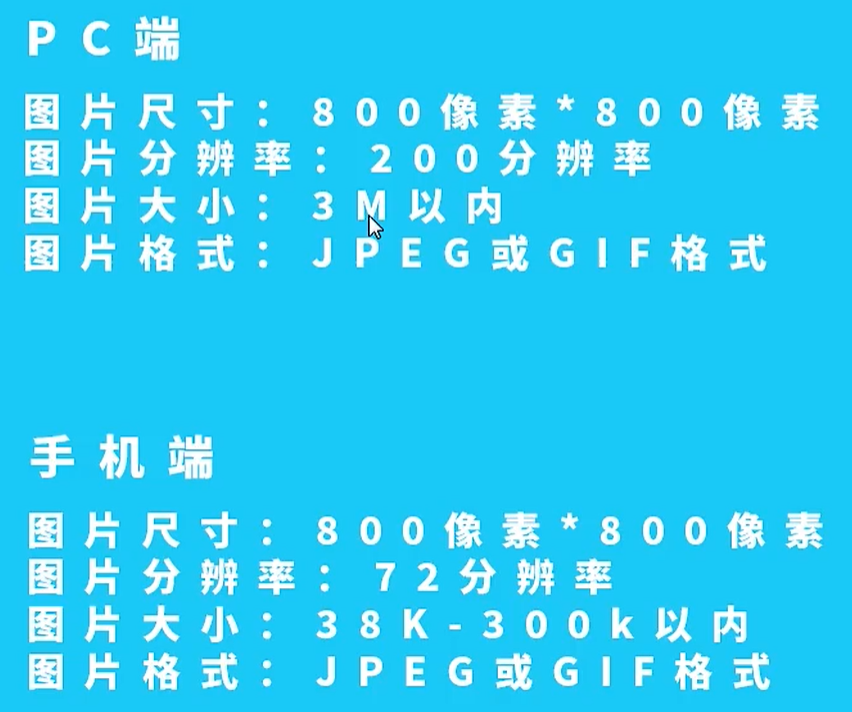 PC端
图片尺寸：800像素*800像素
图片分辨率：200分辨率
图片大小：3M以内
图片格式：JPEG或GIF格式
手机端
图片尺寸：800像素*800像素
图片分辨率：72分辨率
图片大小：38K-300k以内
图片格式：JPEG或GIF格式